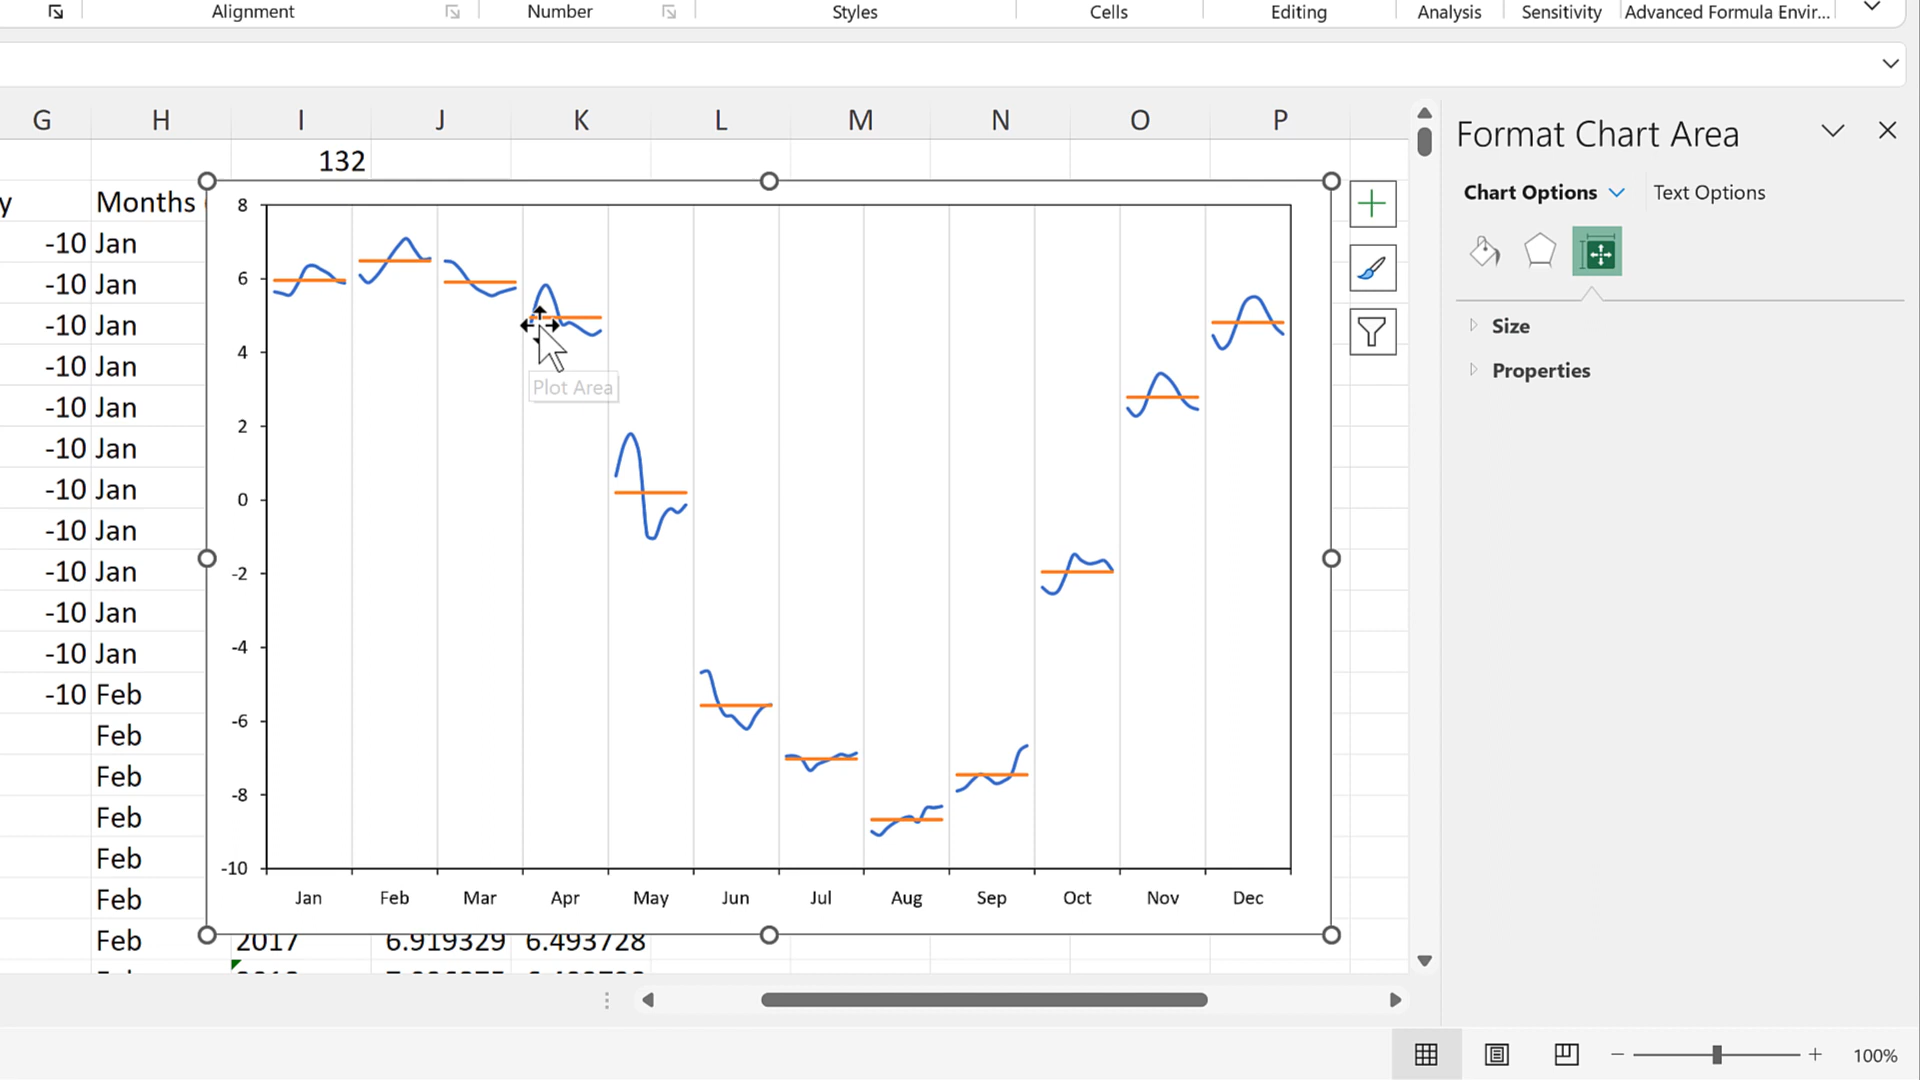 Alignment Number Styles Cells Editing Analysis Sensitivity Advanced Formula Envir...
G H I J K L M N O P
Format Chart Area
Chart Options Text Options
Size
Properties
132
y Months
-10 Jan
-10 Jan
-10 Jan
-10 Jan
-10 Jan
-10 Jan
-10 Jan
-10 Jan
-10 Jan
-10 Jan
-10 Jan
-10 Feb
Feb
Feb
Feb
Feb
Feb
Feb 2017 6.919329 6.493728
8
6
4
2
0
-2
-4
-6
-8
-10
Plot Area
Jan Feb Mar Apr May Jun Jul Aug Sep Oct Nov Dec
100%